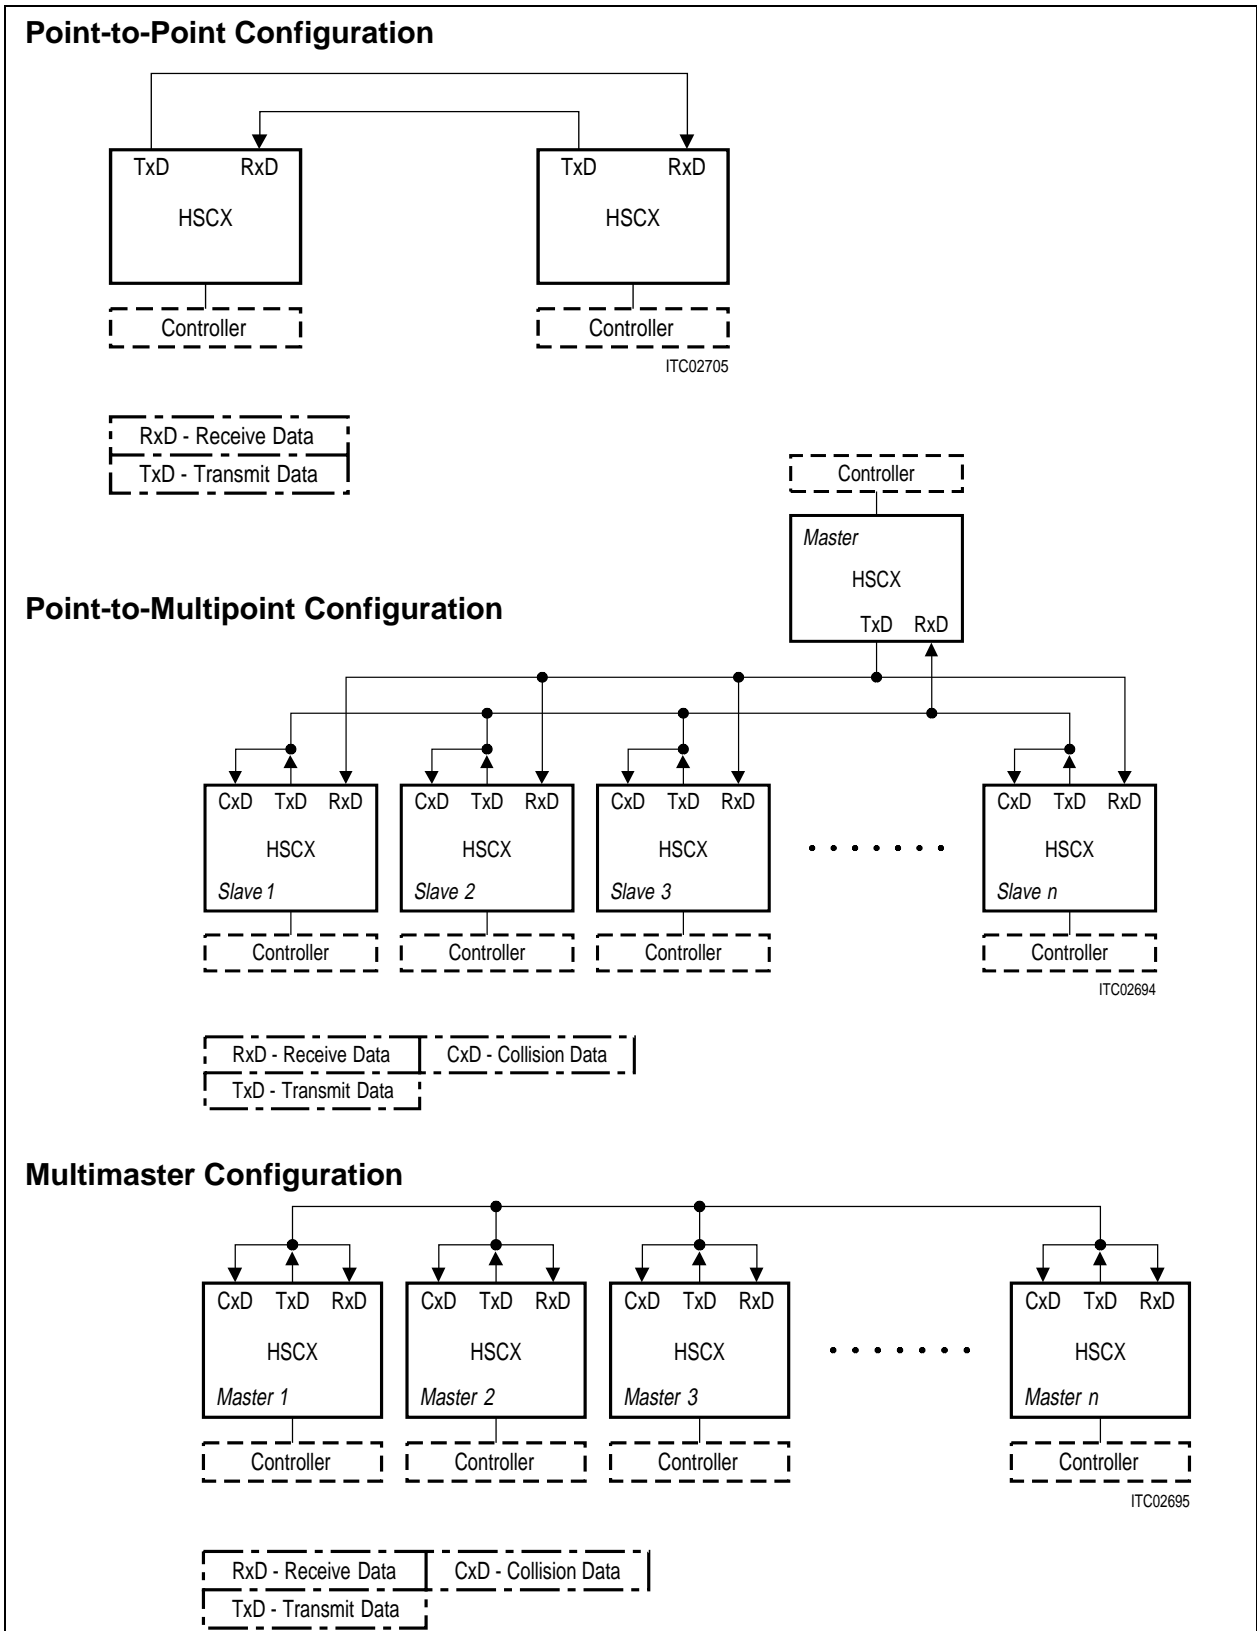 Point-to-Point Configuration
TxD RxD TxD RxD
HSCX HSCX
Controller Controller
ITC02705
RxD - Receive Data
TxD - Transmit Data
Controller
Master
HSCX
TxD RxD
Point-to-Multipoint Configuration
CxD TxD RxD CxD TxD RxD CxD TxD RxD CxD TxD RxD
HSCX HSCX HSCX HSCX
Slave 1 Slave 2 Slave 3 Slave n
Controller Controller Controller Controller
ITC02694
RxD - Receive Data CxD - Collision Data
TxD - Transmit Data
Multimaster Configuration
CxD TxD RxD CxD TxD RxD CxD TxD RxD CxD TxD RxD
HSCX HSCX HSCX HSCX
Master 1 Master 2 Master 3 Master n
Controller Controller Controller Controller
ITC02695
RxD - Receive Data CxD - Collision Data
TxD - Transmit Data